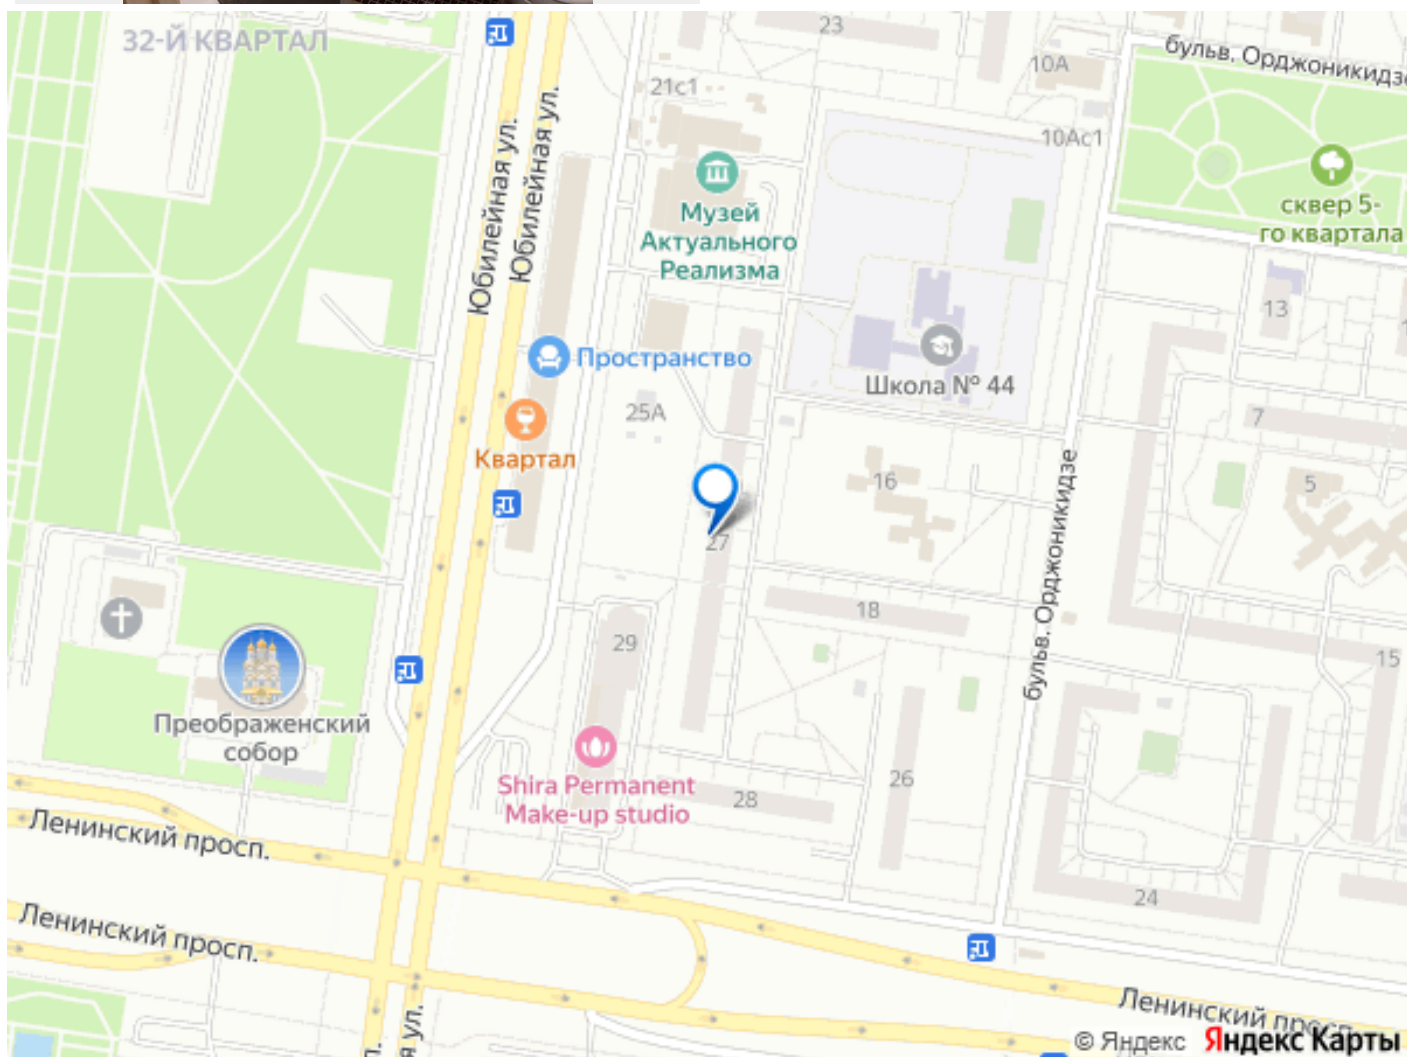 32-Й КВАРТАЛ
23
бульв. Орджоникидзе
10А
21с1
10Ас1
Юбилейная ул.
Юбилейная ул.
Музей
Актуального
Реализма
сквер 5-
го квартала
13
Пространство
Школа № 44
25А
7
Квартал
16
5
27
бульв. Орджоникидзе
18
29
15
Преображенский
собор
Shira Permanent
Make-up studio
28
26
Ленинский просп.
24
Ленинский просп.
Ленинский просп.
© Яндекс Яндекс Карты